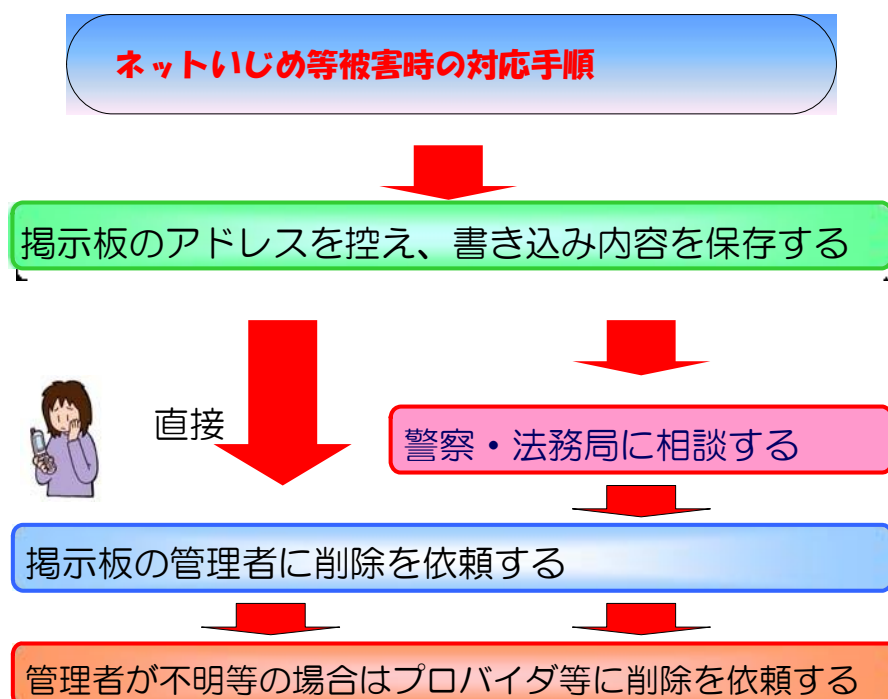 ネットいじめ等被害時の対応手順
掲示板のアドレスを控え、書き込み内容を保存する
直接
警察・法務局に相談する
掲示板の管理者に削除を依頼する
管理者が不明等の場合はプロバイダ等に削除を依頼する